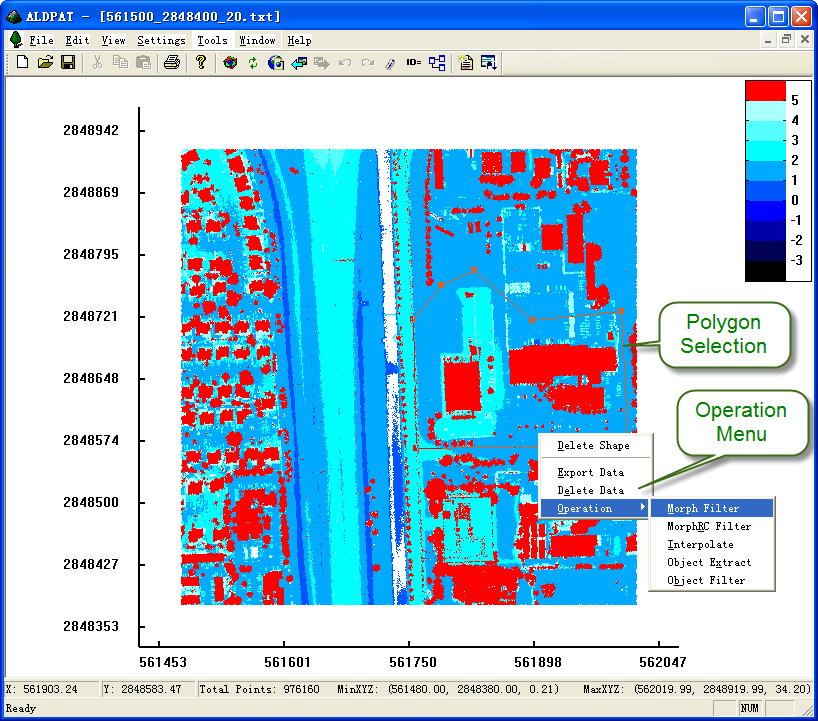 ALDPAT - [561500_2848400_20.txt]
File Edit View Settings Tools Window Help
ID=
2848942
2848869
2848795
2848721
2848648
2848574
2848500
2848427
2848353
561453 561601 561750 561898 562047
5
4
3
2
1
0
-1
-2
-3
Polygon
Selection
Operation
Menu
Delete Shape
Export Data
Delete Data
Operation
Morph Filter
MorphRC Filter
Interpolate
Object Extract
Object Filter
X: 561903.24 Y: 2848583.47 Total Points: 976160 MinXYZ: (561480.00, 2848380.00, 0.21) MaxXYZ: (562019.99, 2848919.99, 34.20)
Ready NUM